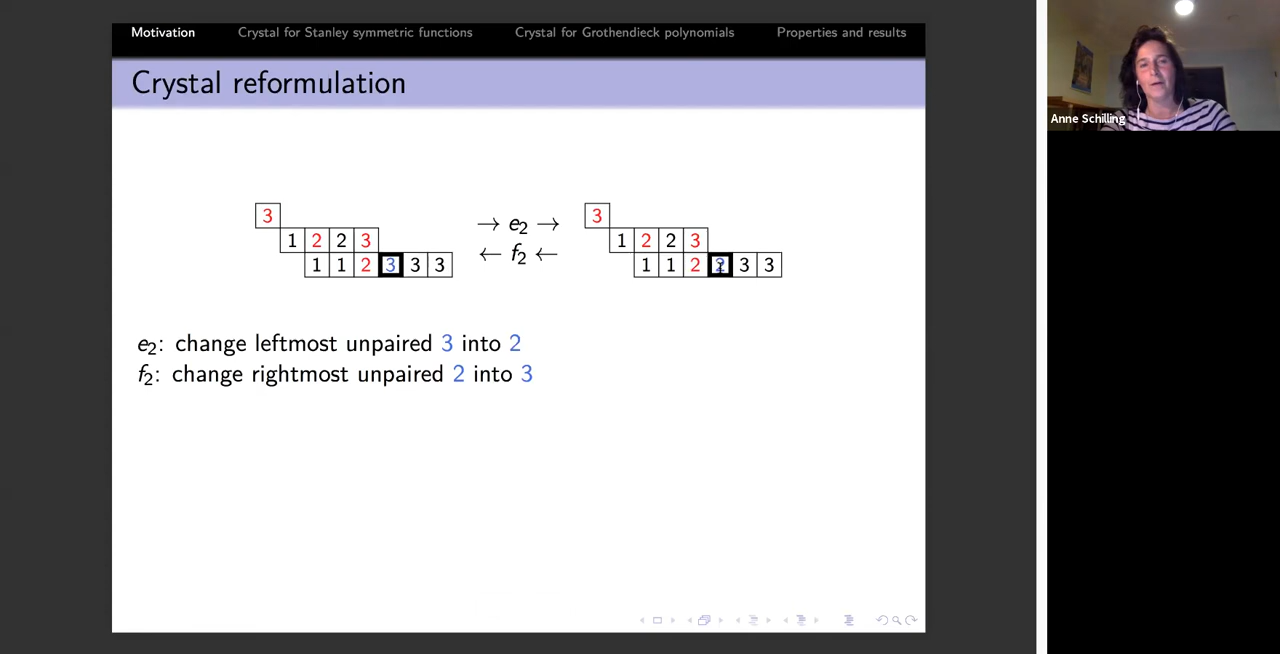 Motivation Crystal for Stanley symmetric functions Crystal for Grothendieck polynomials Properties and results
Crystal reformulation
3 → e₂ → 3
1 2 2 3 ← f₂ ← 1 2 2 3
1 1 2 3 3 3 1 1 2 2 3 3
e₂: change leftmost unpaired 3 into 2
f₂: change rightmost unpaired 2 into 3
Anne Schilling